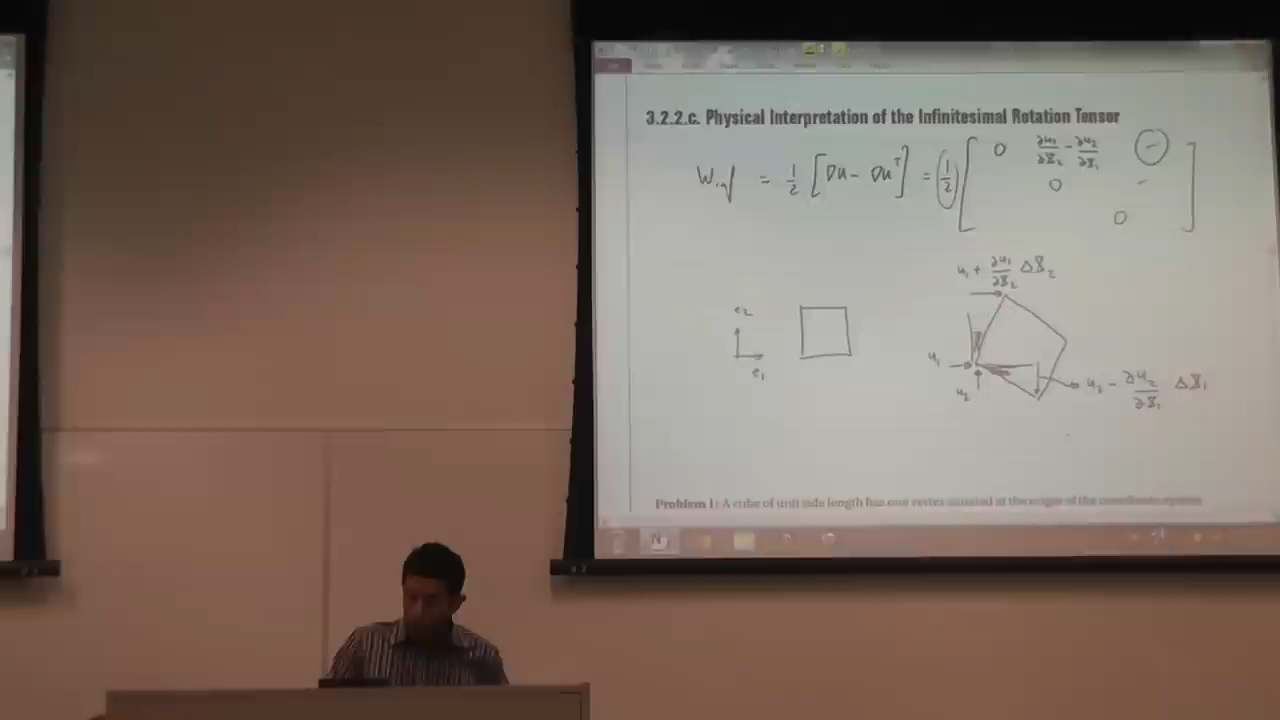 3.2.2.c. Physical Interpretation of the Infinitesimal Rotation Tensor
W_inf = 1/2 [∇u - ∇u^T] = (1/2) [ 0 ∂u₁/∂X₂ - ∂u₂/∂X₁ -
0 -
0 ]
u₁ + ∂u₁/∂X₂ ΔX₂
e₂
e₁
u₁
u₂
u₂ - ∂u₂/∂X₁ ΔX₁
Problem 1: A cube of unit side length has one vertex situated at the origin of the coordinate system